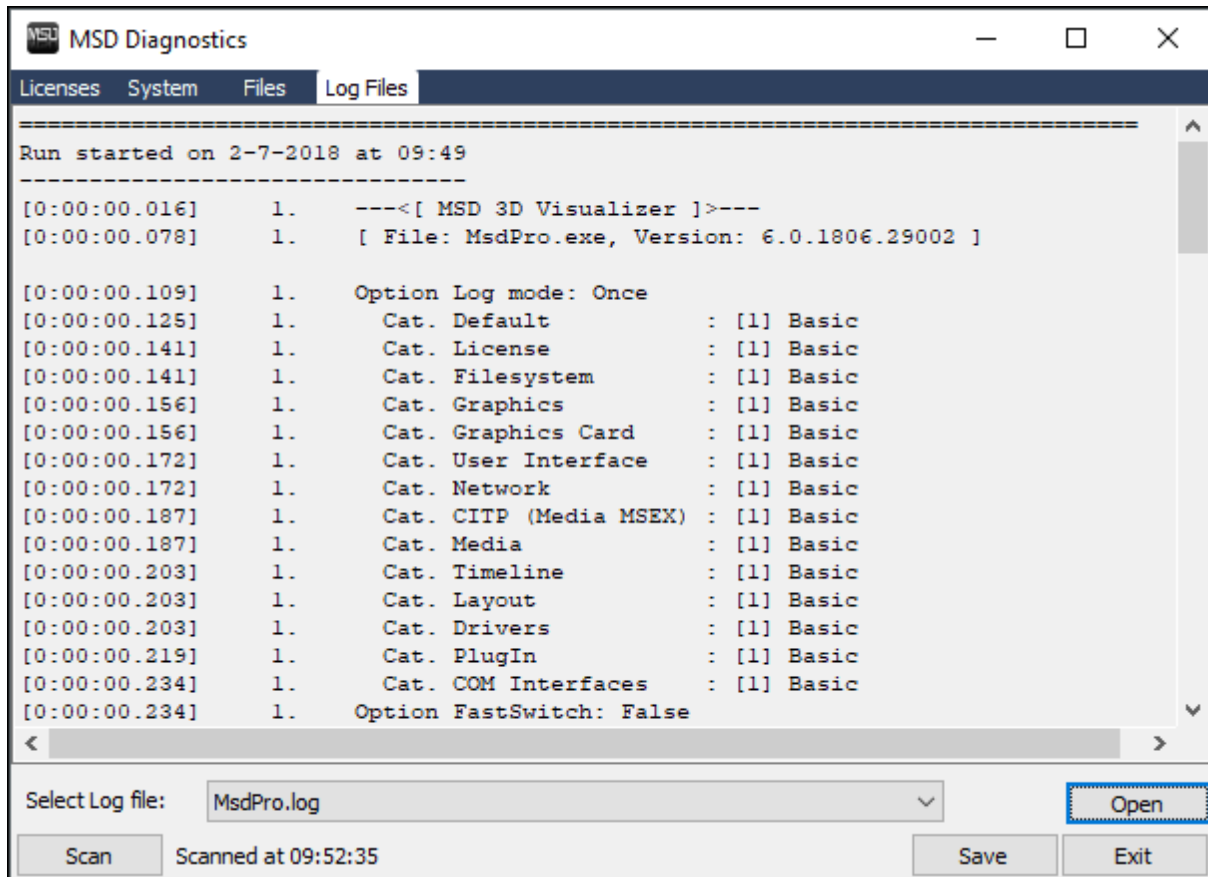 MSD MSD Diagnostics
Licenses System Files Log Files
================================================================================
Run started on 2-7-2018 at 09:49
--------------------------------
[0:00:00.016] 1. ---<[ MSD 3D Visualizer ]>---
[0:00:00.078] 1. [ File: MsdPro.exe, Version: 6.0.1806.29002 ]
[0:00:00.109] 1. Option Log mode: Once
[0:00:00.125] 1. Cat. Default : [1] Basic
[0:00:00.141] 1. Cat. License : [1] Basic
[0:00:00.141] 1. Cat. Filesystem : [1] Basic
[0:00:00.156] 1. Cat. Graphics : [1] Basic
[0:00:00.156] 1. Cat. Graphics Card : [1] Basic
[0:00:00.172] 1. Cat. User Interface : [1] Basic
[0:00:00.172] 1. Cat. Network : [1] Basic
[0:00:00.187] 1. Cat. CITP (Media MSEX) : [1] Basic
[0:00:00.187] 1. Cat. Media : [1] Basic
[0:00:00.203] 1. Cat. Timeline : [1] Basic
[0:00:00.203] 1. Cat. Layout : [1] Basic
[0:00:00.203] 1. Cat. Drivers : [1] Basic
[0:00:00.219] 1. Cat. PlugIn : [1] Basic
[0:00:00.234] 1. Cat. COM Interfaces : [1] Basic
[0:00:00.234] 1. Option FastSwitch: False
Select Log file: MsdPro.log Open
Scan Scanned at 09:52:35 Save Exit